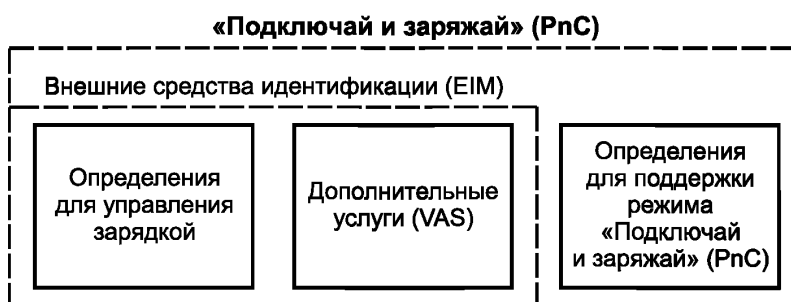 «Подключай и заряжай» (PnC)
Внешние средства идентификации (EIM)
Определения
для управления
зарядкой
Дополнительные
услуги (VAS)
Определения
для поддержки
режима
«Подключай
и заряжай» (PnC)